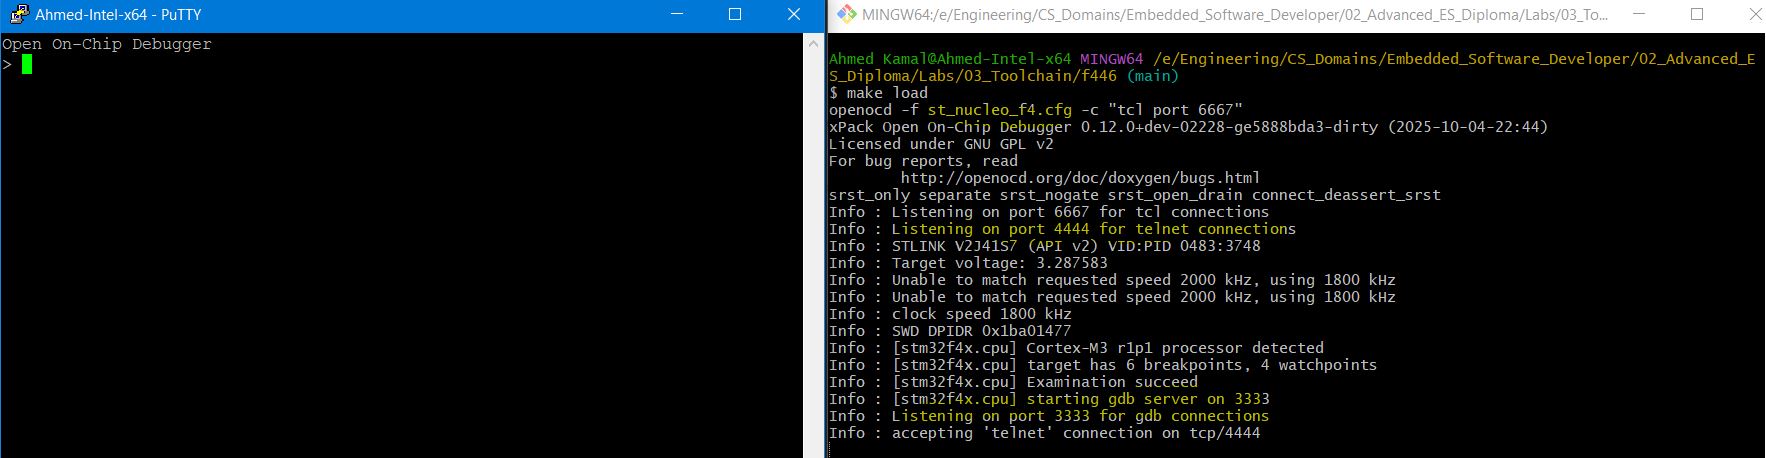 Ahmed-Intel-x64 - PuTTY
Open On-Chip Debugger
>
MINGW64:/e/Engineering/CS_Domains/Embedded_Software_Developer/02_Advanced_ES_Diploma/Labs/03_To...
Ahmed Kamal@Ahmed-Intel-x64 MINGW64 /e/Engineering/CS_Domains/Embedded_Software_Developer/02_Advanced_E
S_Diploma/Labs/03_Toolchain/f446 (main)
$ make load
openocd -f st_nucleo_f4.cfg -c "tcl port 6667"
xPack Open On-Chip Debugger 0.12.0+dev-02228-ge5888bda3-dirty (2025-10-04-22:44)
Licensed under GNU GPL v2
For bug reports, read
http://openocd.org/doc/doxygen/bugs.html
srst_only separate srst_nogate srst_open_drain connect_deassert_srst
Info : Listening on port 6667 for tcl connections
Info : Listening on port 4444 for telnet connections
Info : STLINK V2J41S7 (API v2) VID:PID 0483:3748
Info : Target voltage: 3.287583
Info : Unable to match requested speed 2000 kHz, using 1800 kHz
Info : Unable to match requested speed 2000 kHz, using 1800 kHz
Info : clock speed 1800 kHz
Info : SWD DPIDR 0x1ba01477
Info : [stm32f4x.cpu] Cortex-M3 r1p1 processor detected
Info : [stm32f4x.cpu] target has 6 breakpoints, 4 watchpoints
Info : [stm32f4x.cpu] Examination succeed
Info : [stm32f4x.cpu] starting gdb server on 3333
Info : Listening on port 3333 for gdb connections
Info : accepting 'telnet' connection on tcp/4444